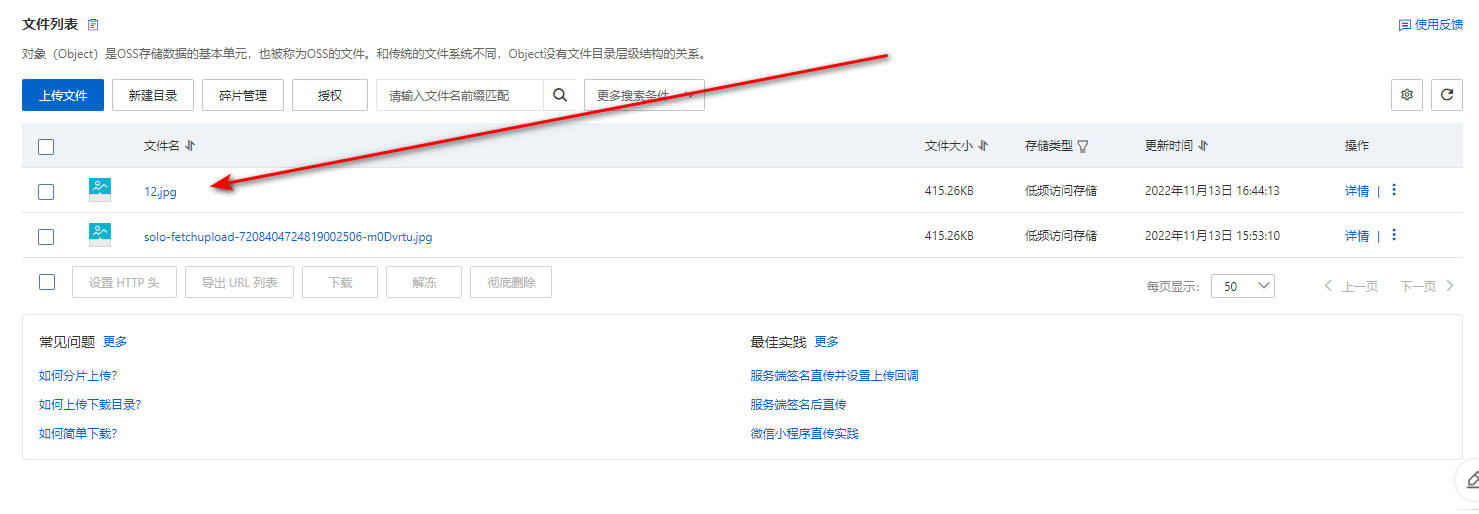 文件列表
使用反馈
对象（Object）是OSS存储数据的基本单元，也被称为OSS的文件。和传统的文件系统不同，Object没有文件目录层级结构的关系。
上传文件 新建目录 碎片管理 授权 请输入文件名前缀匹配 更多搜索条件
文件名 文件大小 存储类型 更新时间 操作
12.jpg 415.26KB 低频访问存储 2022年11月13日 16:44:13 详情 |
solo-fetchupload-7208404724819002506-m0Dvrtu.jpg 415.26KB 低频访问存储 2022年11月13日 15:53:10 详情 |
设置 HTTP 头 导出 URL 列表 下载 解冻 彻底删除 每页显示： 50 上一页 下一页
常见问题 更多
如何分片上传？
如何上传下载目录？
如何简单下载？
最佳实践 更多
服务端签名直传并设置上传回调
服务端签名后直传
微信小程序直传实践